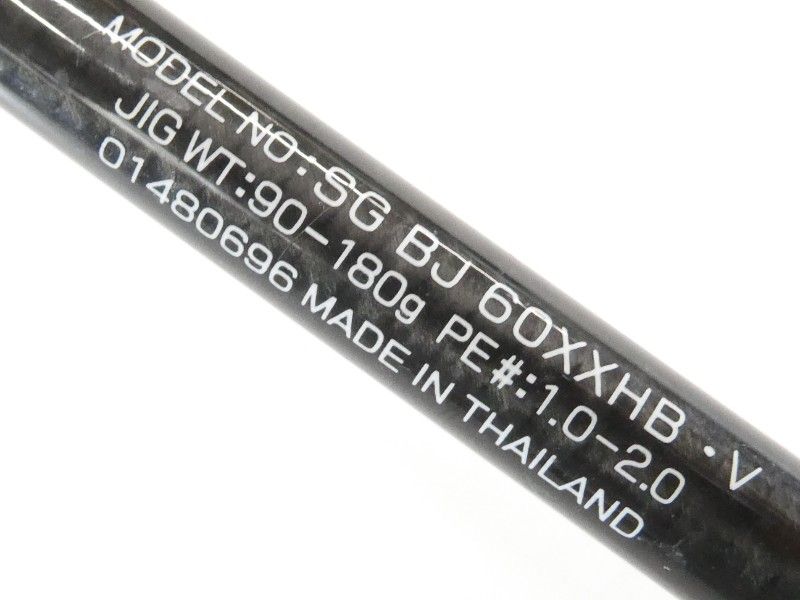 MODEL NO: SG BJ 60XXHB・V
JIG WT:90-180g PE#:1.0-2.0
01480696 MADE IN THAILAND